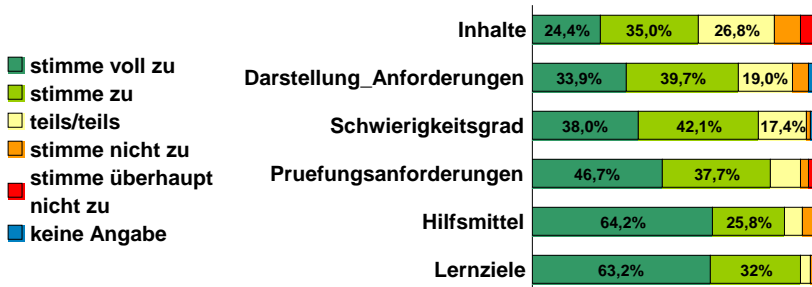 stimme voll zu
stimme zu
teils/teils
stimme nicht zu
stimme überhaupt
nicht zu
keine Angabe
Inhalte 24,4% 35,0% 26,8%
Darstellung_Anforderungen 33,9% 39,7% 19,0%
Schwierigkeitsgrad 38,0% 42,1% 17,4%
Pruefungsanforderungen 46,7% 37,7%
Hilfsmittel 64,2% 25,8%
Lernziele 63,2% 32%